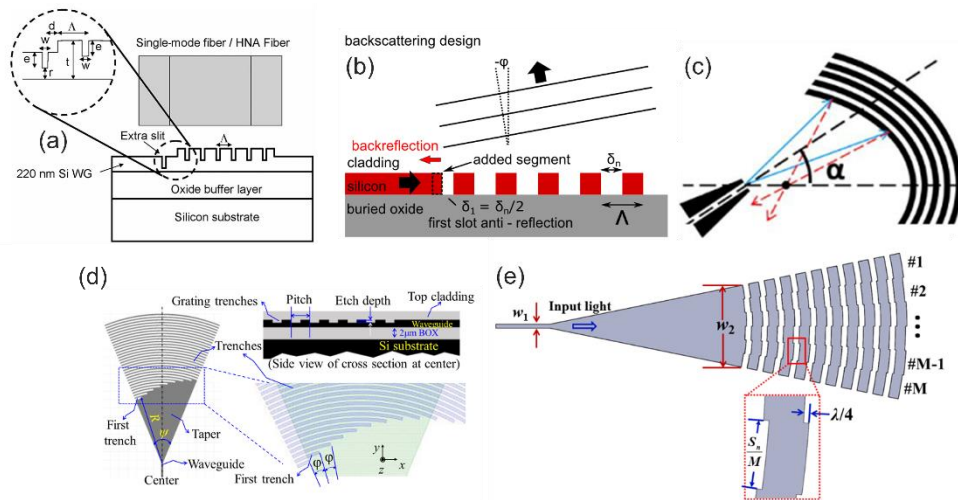 (a)
d
Λ
w
e
e
w
r
t
Single-mode fiber / HNA Fiber
Extra slit
Λ
220 nm Si WG
Oxide buffer layer
Silicon substrate
backscattering design
(b)
-φ
backreflection
cladding
added segment
δn
silicon
buried oxide
δ1 = δn/2
first slot anti - reflection
Λ
(c)
α
(d)
Grating trenches
Pitch
Etch depth
Top cladding
Waveguide
2μm BOX
Si substrate
(Side view of cross section at center)
Trenches
First
trench
R
Taper
Waveguide
Center
First trench
φ
φ
y
z
x
(e)
w1
Input light
w2
#1
#2
#M-1
#M
λ/4
Sn
M